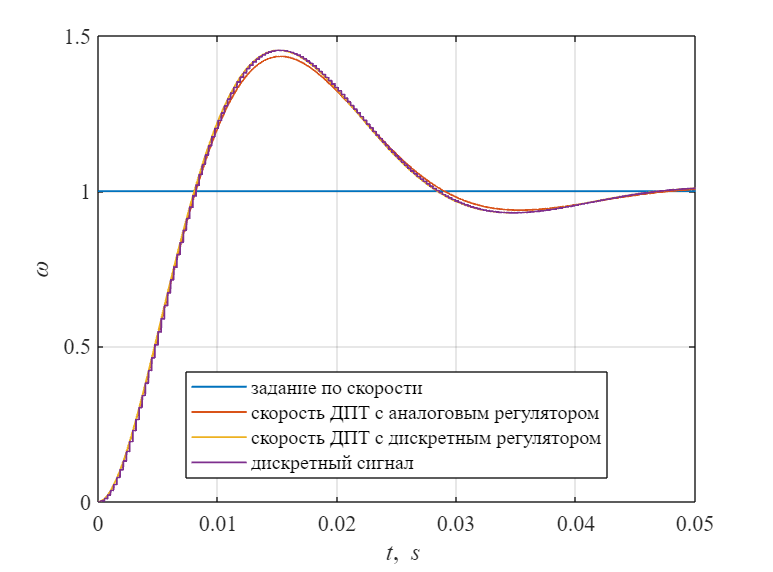 1.5
1
0.5
0
ω
задание по скорости
скорость ДПТ с аналоговым регулятором
скорость ДПТ с дискретным регулятором
дискретный сигнал
0 0.01 0.02 0.03 0.04 0.05
t, s